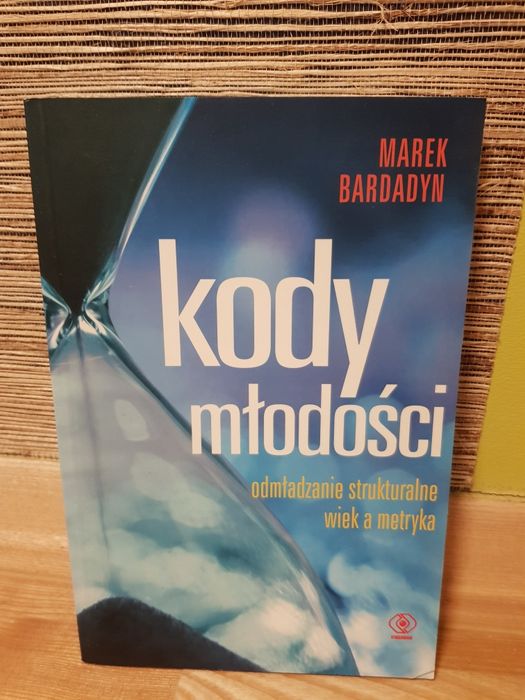 MAREK
BARDADYN
kody
młodości
odmładzanie strukturalne
wiek a metryka